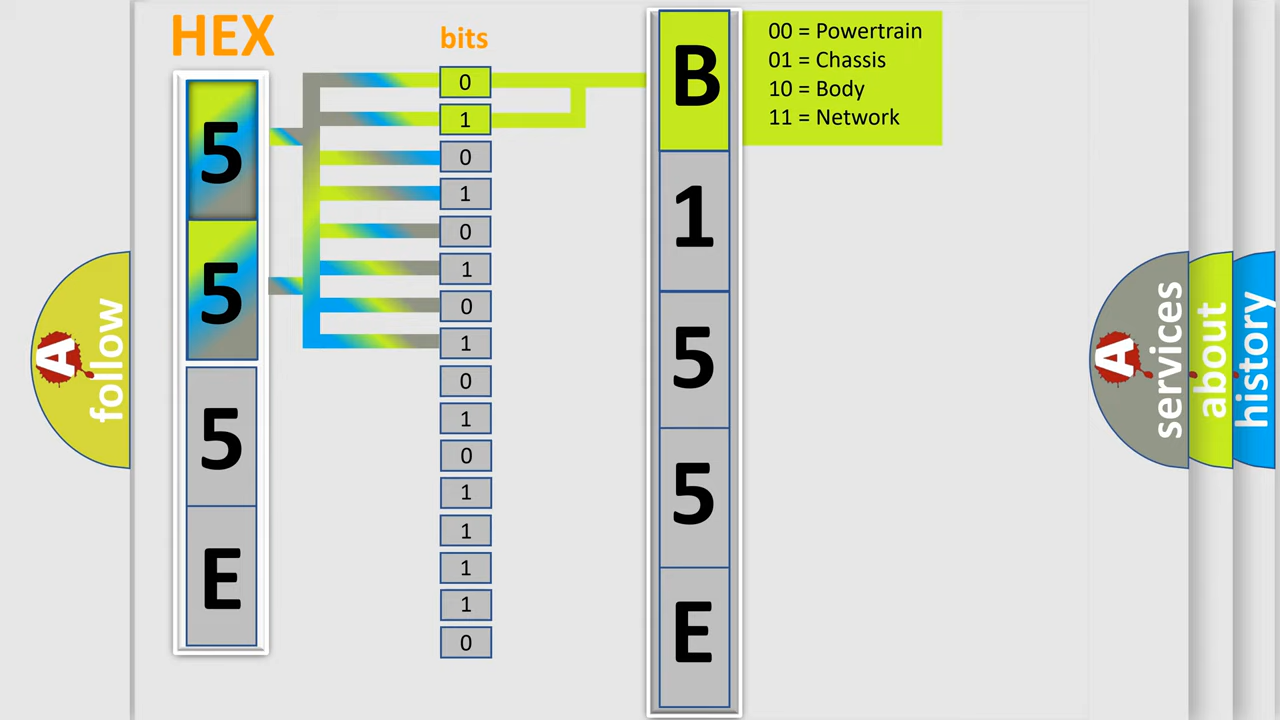 HEX
bits
5
5
5
E
0
1
0
1
0
1
0
1
0
1
0
1
1
1
1
0
B
1
5
5
E
00 = Powertrain
01 = Chassis
10 = Body
11 = Network
A
follow
A
services
about
history